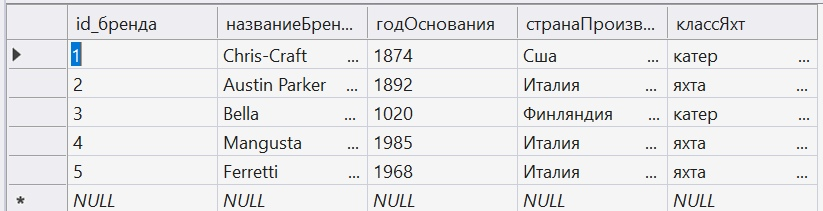 id_бренда названиеБрен... годОснования странаПроизв... классЯхт
1 Chris-Craft ... 1874 Сша ... катер ...
2 Austin Parker ... 1892 Италия ... яхта ...
3 Bella ... 1020 Финляндия ... катер ...
4 Mangusta ... 1985 Италия ... яхта ...
5 Ferretti ... 1968 Италия ... яхта ...
* NULL NULL NULL NULL NULL